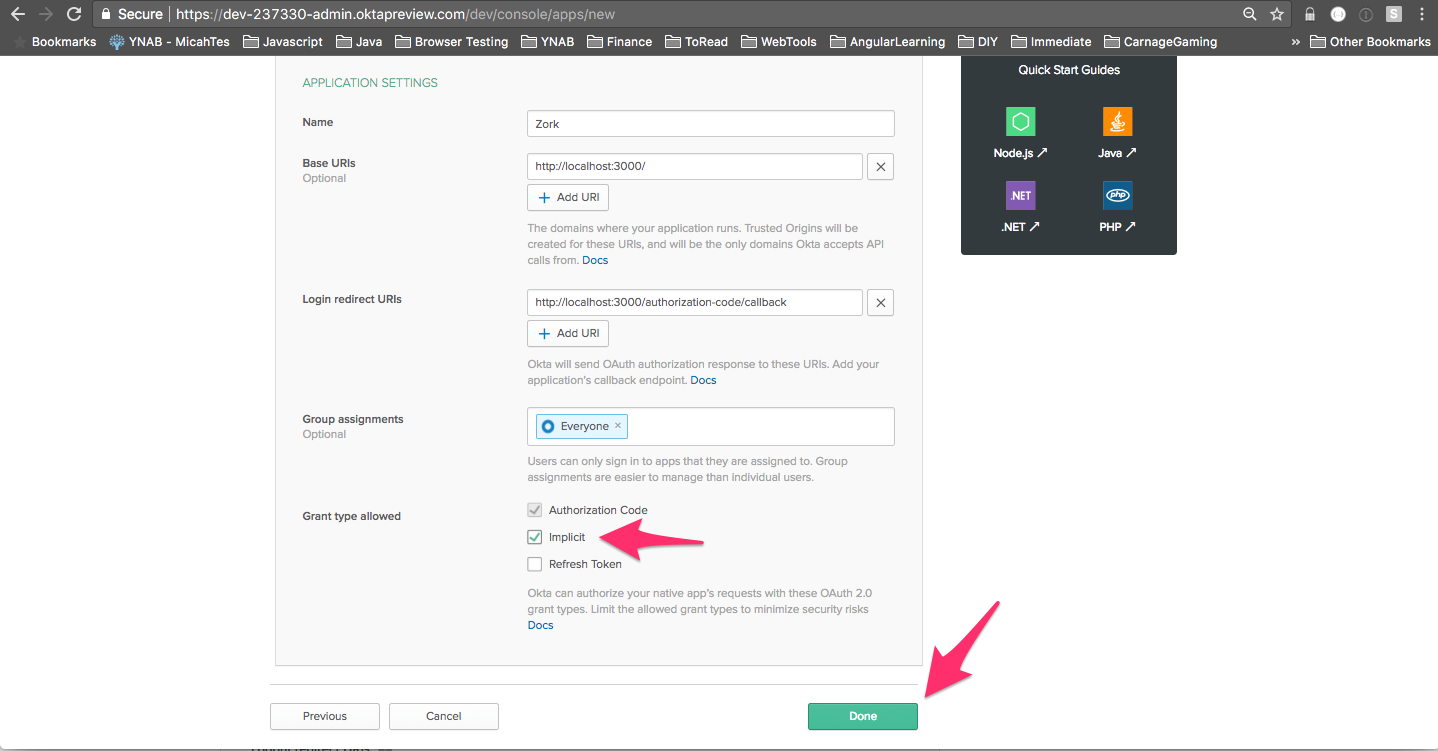 Secure | https://dev-237330-admin.oktapreview.com/dev/console/apps/new
S
Bookmarks YNAB - MicahTes Javascript Java Browser Testing YNAB Finance ToRead WebTools AngularLearning DIY Immediate CarnageGaming » Other Bookmarks
APPLICATION SETTINGS
Name
Zork
Base URIs
Optional
http://localhost:3000/
+ Add URI
The domains where your application runs. Trusted Origins will be
created for these URIs, and will be the only domains Okta accepts API
calls from. Docs
Login redirect URIs
http://localhost:3000/authorization-code/callback
+ Add URI
Okta will send OAuth authorization response to these URIs. Add your
application's callback endpoint. Docs
Group assignments
Optional
Everyone ×
Users can only sign in to apps that they are assigned to. Group
assignments are easier to manage than individual users.
Grant type allowed
Authorization Code
Implicit
Refresh Token
Okta can authorize your native app's requests with these OAuth 2.0
grant types. Limit the allowed grant types to minimize security risks
Docs
Previous
Cancel
Done
Quick Start Guides
Node.js
Java
.NET
php
.NET
PHP